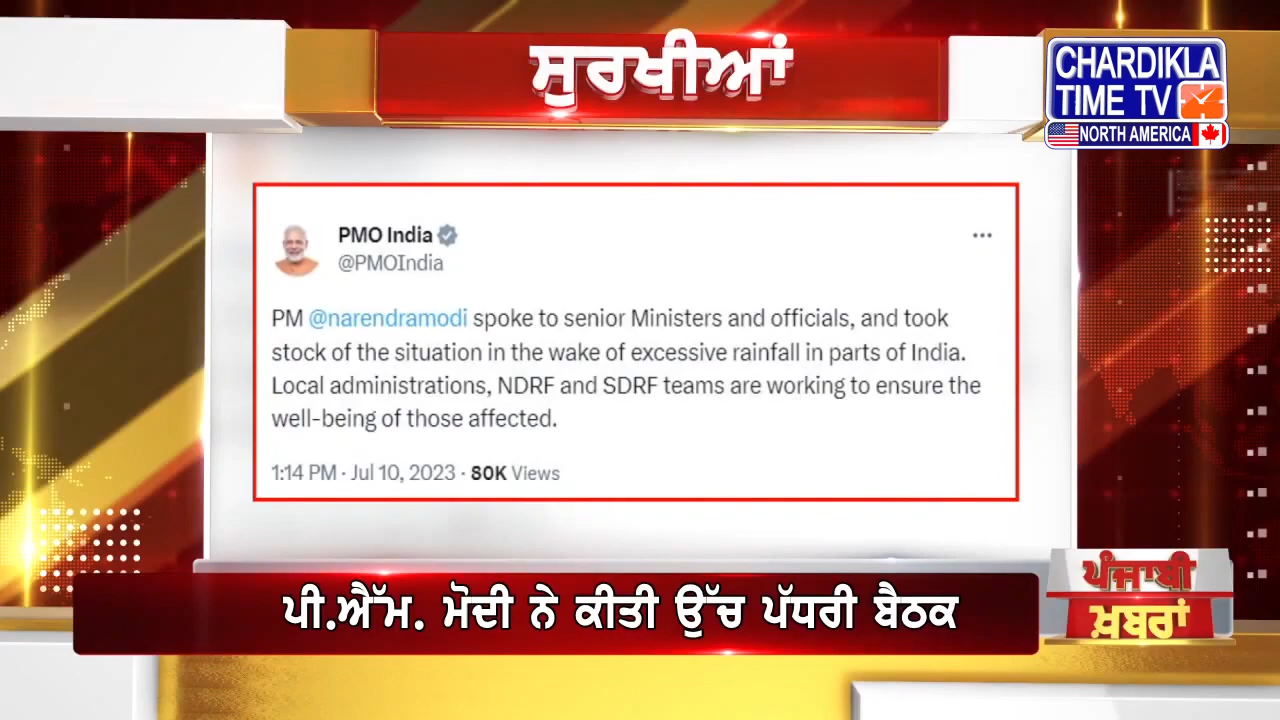 ਸੁਰਖੀਆਂ
CHARDIKLA
TIME TV
NORTH AMERICA
PMO India
@PMOIndia
PM @narendramodi spoke to senior Ministers and officials, and took
stock of the situation in the wake of excessive rainfall in parts of India.
Local administrations, NDRF and SDRF teams are working to ensure the
well-being of those affected.
1:14 PM · Jul 10, 2023 · 80K Views
ਪੰਜਾਬੀ
ਖ਼ਬਰਾਂ
ਪੀ.ਐੱਮ. ਮੋਦੀ ਨੇ ਕੀਤੀ ਉੱਚ ਪੱਧਰੀ ਬੈਠਕ